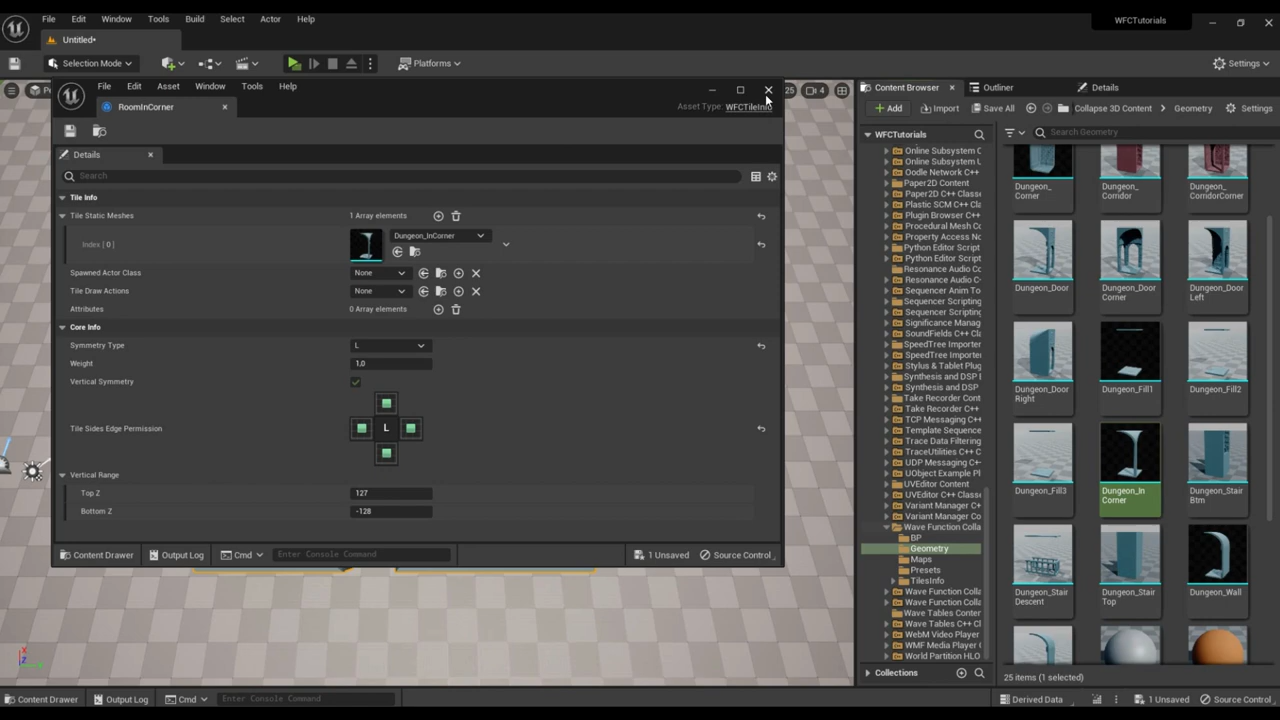 File Edit Window Tools Build Select Actor Help
WFCTutorials
Untitled*
Selection Mode
Platforms
Settings
File Edit Asset Window Tools Help
RoomInCorner
Asset Type: WFCTileInfo
Details
Search
Tile Info
Tile Static Meshes 1 Array elements
Index [ 0 ] Dungeon_InCorner
Spawned Actor Class None
Tile Draw Actions None
Attributes 0 Array elements
Core Info
Symmetry Type L
Weight 1,0
Vertical Symmetry
Tile Sides Edge Permission L
Vertical Range
Top Z 127
Bottom Z -128
Content Drawer Output Log Cmd Enter Console Command 1 Unsaved Source Control
25 4
Content Browser Outliner Details
Add Import Save All Collapse 3D Content Geometry Settings
WFCTutorials
Search Geometry
Online Subsystem C
Online Subsystem U
Oodle Network C++
Paper2D Content
Paper2D C++ Classe
Plastic SCM C++ Cla
Plugin Browser C++
Procedural Mesh Co
Property Access No
Python Editor Script
Python Editor Script
Resonance Audio Co
Resonance Audio C
Sequencer Anim To
Sequencer Scripting
Sequencer Scripting
Significance Manag
SoundFields C++ Cl
SpeedTree Importer
SpeedTree Importer
Stylus & Tablet Plug
Synthesis and DSP
Synthesis and DSP
Take Recorder Cont
Take Recorder C++
TCP Messaging C++
Template Sequence
Trace Data Filtering
TraceUtilities C++ C
UDP Messaging C++
UObject Example Pl
UVEditor Content
UVEditor C++ Classe
Variant Manager C+
Variant Manager Co
Wave Function Colla
BP
Geometry
Maps
Presets
TilesInfo
Wave Function Colla
Wave Function Colla
Wave Tables Conten
Wave Tables C++ Cl
WebM Video Player
WMF Media Player C
World Partition HLO
Collections
Dungeon_
Corner
Dungeon_
Corridor
Dungeon_
CorridorCorner
Dungeon_Door
Dungeon_Door
Corner
Dungeon_Door
Left
Dungeon_Door
Right
Dungeon_Fill1
Dungeon_Fill2
Dungeon_Fill3
Dungeon_In
Corner
Dungeon_Stair
Btm
Dungeon_Stair
Descent
Dungeon_Stair
Top
Dungeon_Wall
25 items (1 selected)
Content Drawer Output Log Cmd Enter Console Command Derived Data 1 Unsaved Source Control